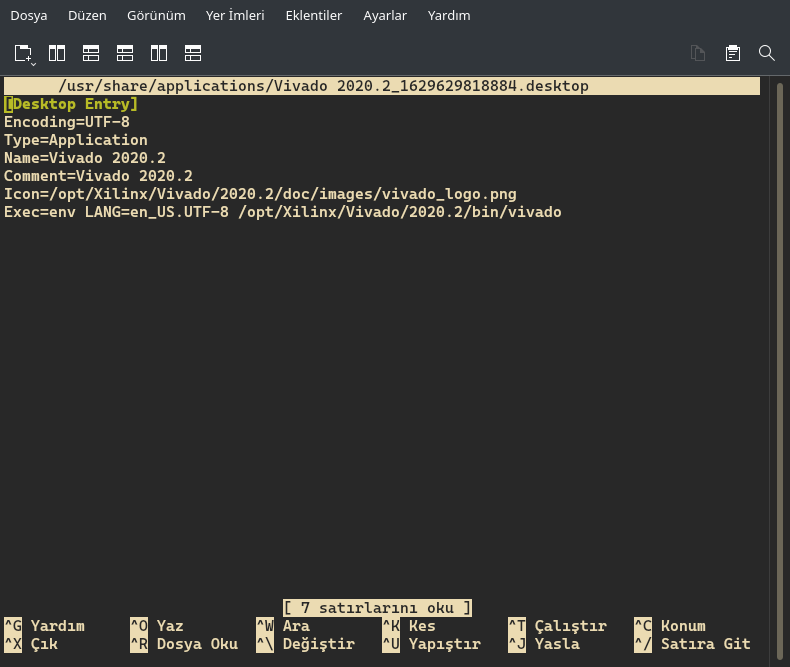 Dosya Düzen Görünüm Yer İmleri Eklentiler Ayarlar Yardım
/usr/share/applications/Vivado 2020.2_1629629818884.desktop
[Desktop Entry]
Encoding=UTF-8
Type=Application
Name=Vivado 2020.2
Comment=Vivado 2020.2
Icon=/opt/Xilinx/Vivado/2020.2/doc/images/vivado_logo.png
Exec=env LANG=en_US.UTF-8 /opt/Xilinx/Vivado/2020.2/bin/vivado
[ 7 satırlarını oku ]
^G Yardım ^O Yaz ^W Ara ^K Kes ^T Çalıştır ^C Konum
^X Çık ^R Dosya Oku ^\ Değiştir ^U Yapıştır ^J Yasla ^/ Satıra Git